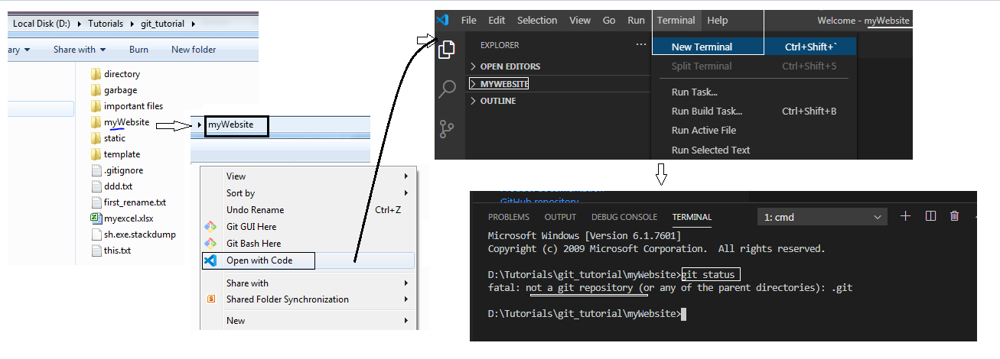 Local Disk (D:) Tutorials git_tutorial
ary Share with Burn New folder
directory
garbage
important files
myWebsite
static
template
.gitignore
ddd.txt
first_rename.txt
myexcel.xlsx
sh.exe.stackdump
this.txt
myWebsite
View
Sort by
Undo Rename Ctrl+Z
Git GUI Here
Git Bash Here
Open with Code
Share with
Shared Folder Synchronization
New
File Edit Selection View Go Run Terminal Help Welcome - myWebsite
EXPLORER ...
OPEN EDITORS
MYWEBSITE
OUTLINE
New Terminal Ctrl+Shift+`
Split Terminal Ctrl+Shift+5
Run Task...
Run Build Task... Ctrl+Shift+B
Run Active File
Run Selected Text
GitHub repository
PROBLEMS OUTPUT DEBUG CONSOLE TERMINAL 1: cmd
Microsoft Windows [Version 6.1.7601]
Copyright (c) 2009 Microsoft Corporation. All rights reserved.
D:\Tutorials\git_tutorial\myWebsite>git status
fatal: not a git repository (or any of the parent directories): .git
D:\Tutorials\git_tutorial\myWebsite>